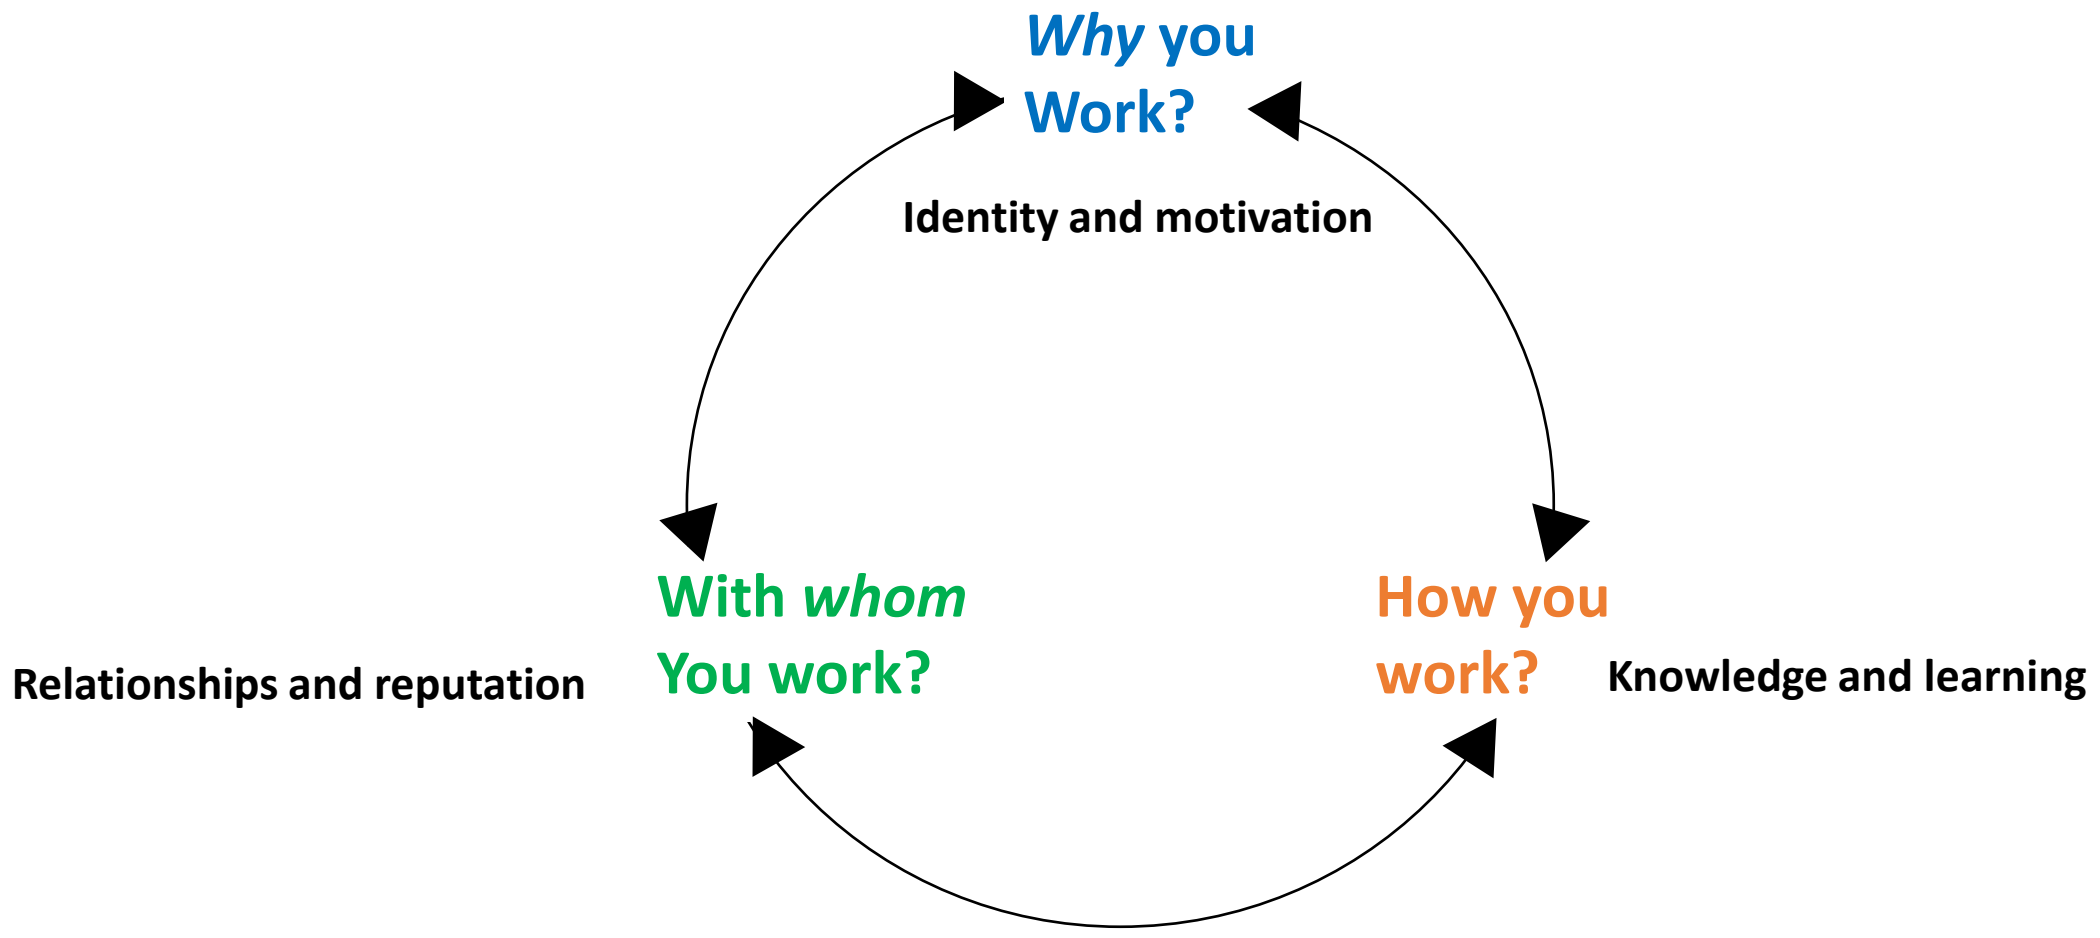 Why you
Work?
Identity and motivation
With whom
You work?
Relationships and reputation
How you
work?
Knowledge and learning